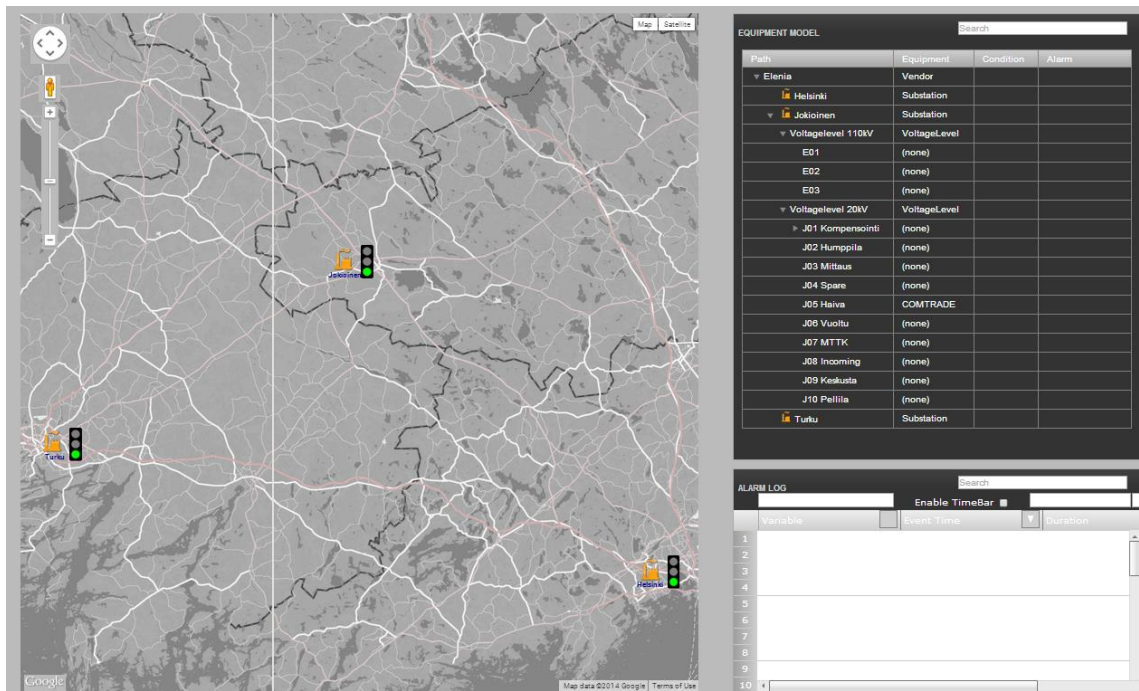 Map Satellite
Jokioinen
Turku
Helsinki
Google
Map data ©2014 Google Terms of Use
EQUIPMENT MODEL Search
Path Equipment Condition Alarm
Elenia Vendor
Helsinki Substation
Jokioinen Substation
Voltagelevel 110kV VoltageLevel
E01 (none)
E02 (none)
E03 (none)
Voltagelevel 20kV VoltageLevel
J01 Kompensointi (none)
J02 Humppila (none)
J03 Mittaus (none)
J04 Spare (none)
J05 Haiva COMTRADE
J06 Vuoltu (none)
J07 MTTK (none)
J08 Incoming (none)
J09 Keskusta (none)
J10 Pellila (none)
Turku Substation
ALARM LOG Search
Enable TimeBar
Variable Event Time Duration
1
2
3
4
5
6
7
8
9
10